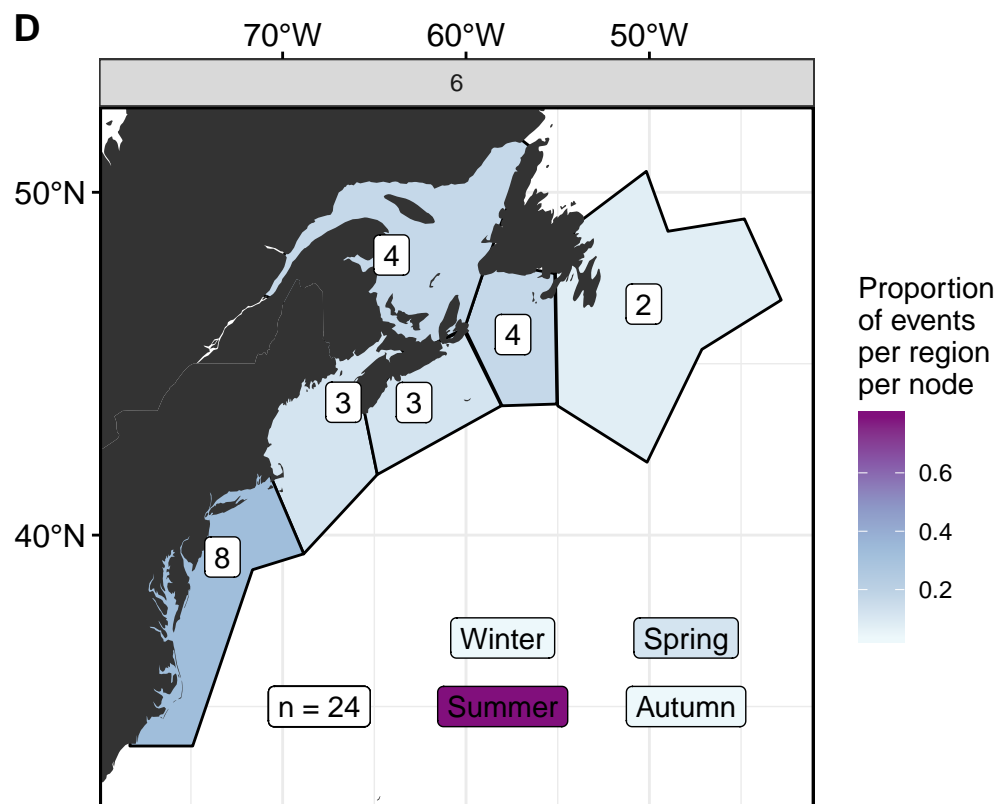 D
70°W 60°W 50°W
6
50°N
4
2
4
3 3
40°N
8
Winter Spring
n = 24 Summer Autumn
Proportion
of events
per region
per node
0.6
0.4
0.2